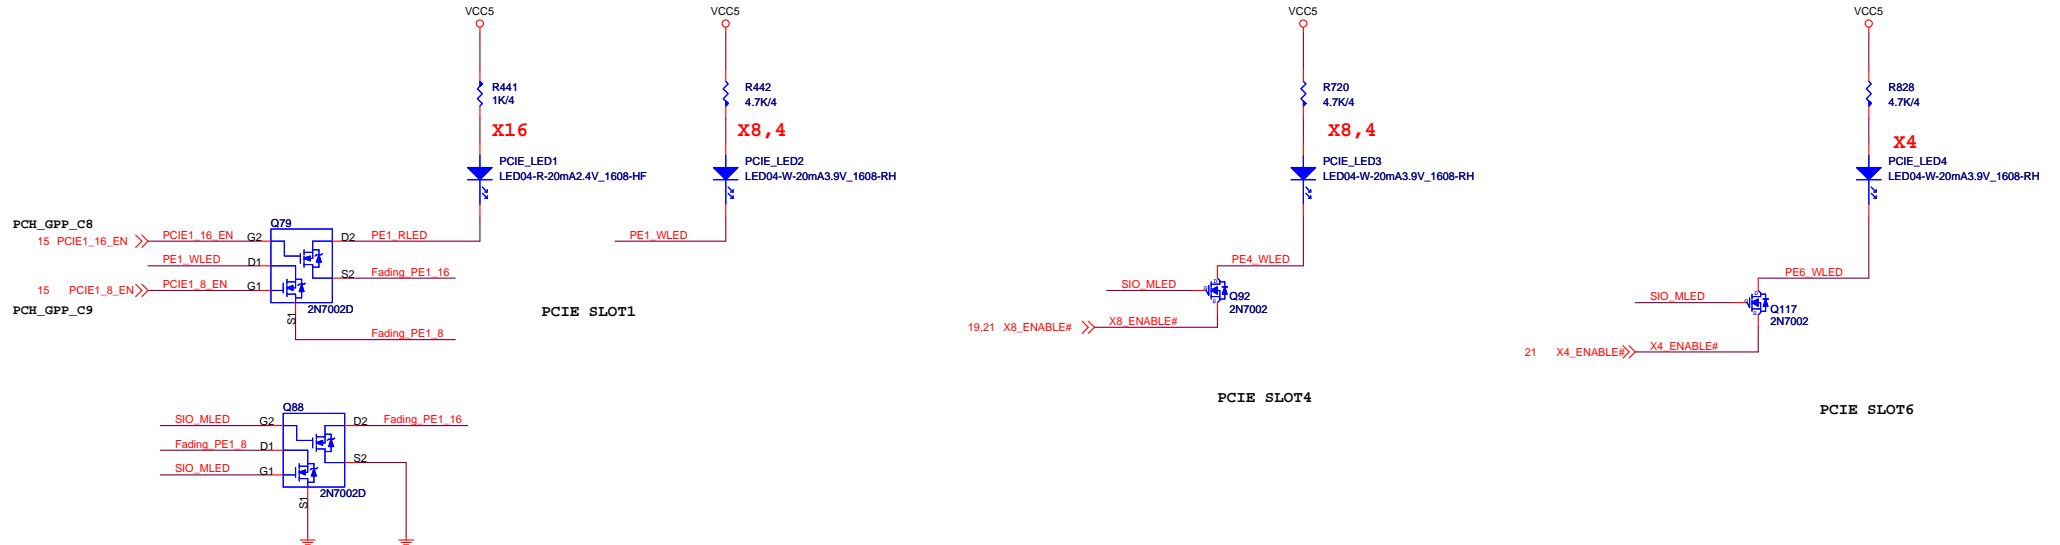 VCC5
VCC5
VCC5
VCC5
R441
1K/4
R442
4.7K/4
R720
4.7K/4
R828
4.7K/4
X16
X8,4
X8,4
X4
PCIE_LED1
LED04-R-20mA2.4V_1608-HF
PCIE_LED2
LED04-W-20mA3.9V_1608-RH
PCIE_LED3
LED04-W-20mA3.9V_1608-RH
PCIE_LED4
LED04-W-20mA3.9V_1608-RH
PCH_GPP_C8
15 PCIE1_16_EN
PCIE1_16_EN
G2
Q79
D2
PE1_RLED
PE1_WLED
PE1_WLED
D1
S2
Fading_PE1_16
15 PCIE1_8_EN
PCIE1_8_EN
G1
PCH_GPP_C9
2N7002D
S1
Fading_PE1_8
PCIE SLOT1
PE4_WLED
SIO_MLED
D
G
S
Q92
2N7002
19,21 X8_ENABLE#
X8_ENABLE#
PCIE SLOT4
PE6_WLED
SIO_MLED
D
G
S
Q117
2N7002
21 X4_ENABLE#
X4_ENABLE#
PCIE SLOT6
Q88
SIO_MLED
G2
D2
Fading_PE1_16
Fading_PE1_8
D1
S2
SIO_MLED
G1
2N7002D
S1